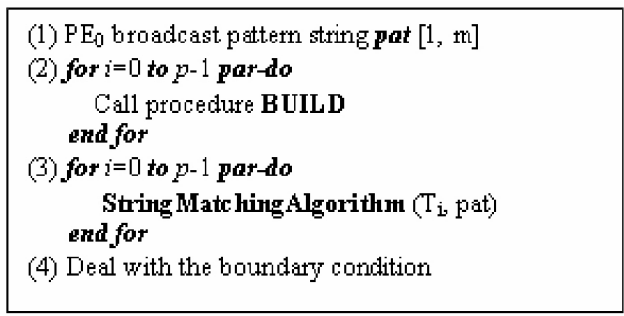 (1) PE0 broadcast pattern string pat [1, m]
(2) for i=0 to p-1 par-do
Call procedure BUILD
end for
(3) for i=0 to p-1 par-do
StringMatchingAlgorithm (Ti, pat)
end for
(4) Deal with the boundary condition